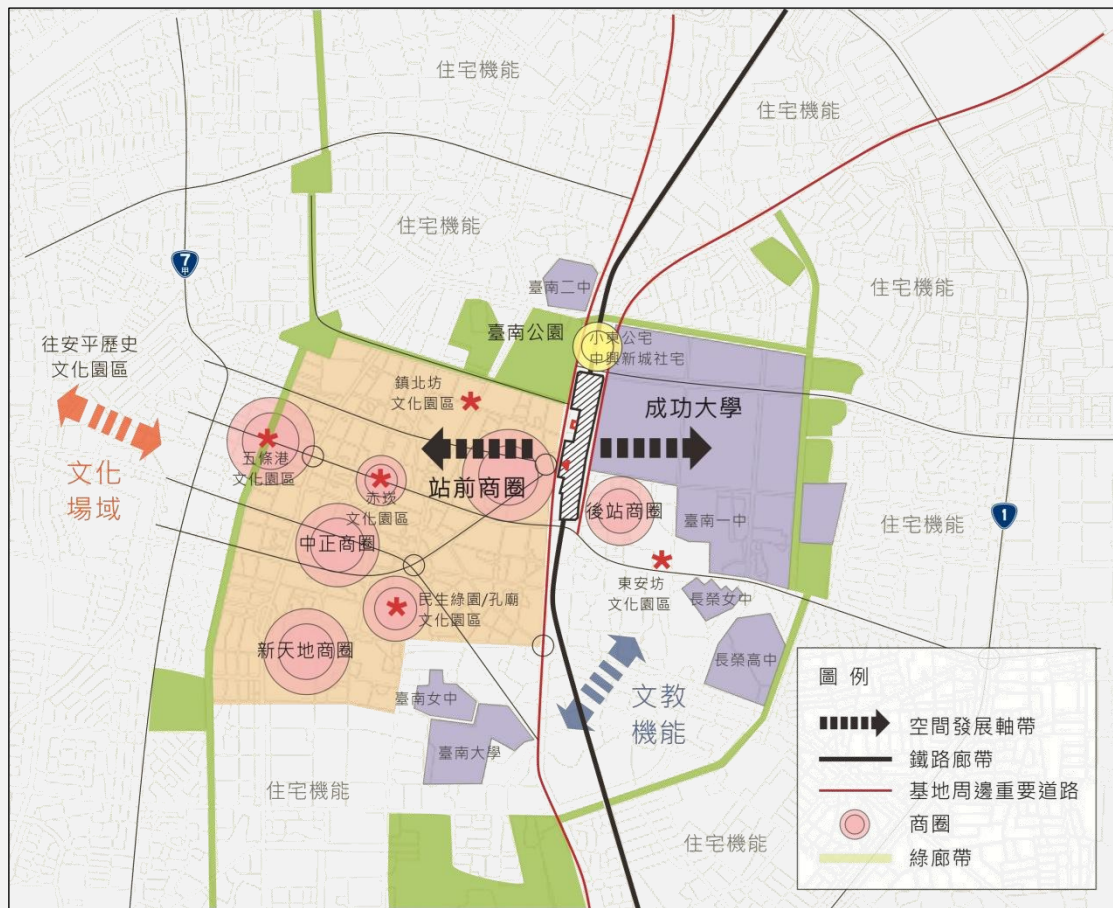 住宅機能
住宅機能
住宅機能
臺南二中
7
甲
住宅機能
臺南公園
小東公宅
中興新城社宅
往安平歷史
文化園區
鎮北坊
文化園區
成功大學
五條港
文化園區
文化
場域
赤崁
文化園區
站前商圈
後站商圈
臺南一中
1
住宅機能
中正商圈
東安坊
文化園區
長榮女中
民生綠園/孔廟
文化園區
新天地商圈
長榮高中
臺南女中
文教
機能
臺南大學
住宅機能
住宅機能
圖 例
空間發展軸帶
鐵路廊帶
基地周邊重要道路
商圈
綠廊帶